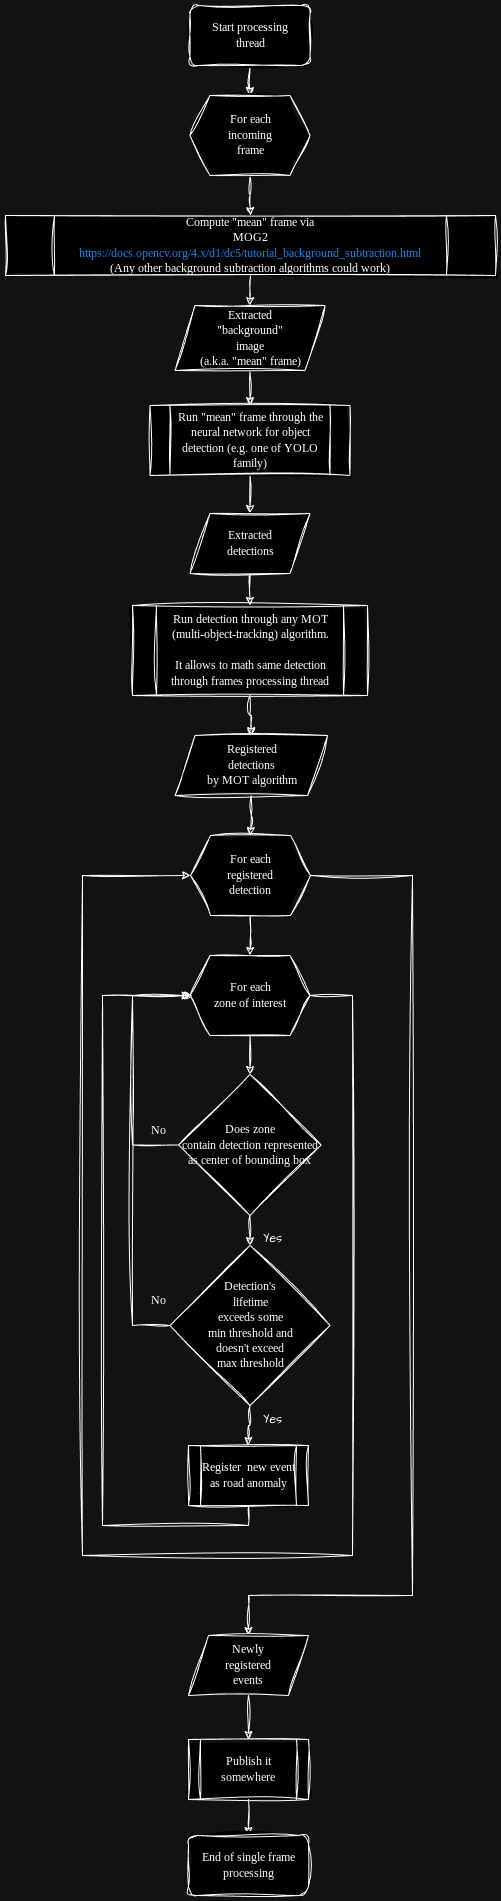 Start processing
thread
For each
incoming
frame
Compute "mean" frame via
MOG2
https://docs.opencv.org/4.x/d1/dc5/tutorial_background_subtraction.html
(Any other background subtraction algorithms could work)
Extracted
"background"
image
(a.k.a. "mean" frame)
Run "mean" frame through the
neural network for object
detection (e.g. one of YOLO
family)
Extracted
detections
Run detection through any MOT
(multi-object-tracking) algorithm.
It allows to math same detection
through frames processing thread
Registered
detections
by MOT algorithm
For each
registered
detection
For each
zone of interest
Does zone
contain detection represented
as center of bounding box
No
Yes
Detection's
lifetime
exceeds some
min threshold and
doesn't exceed
max threshold
No
Yes
Register new event
as road anomaly
Newly
registered
events
Publish it
somewhere
End of single frame
processing